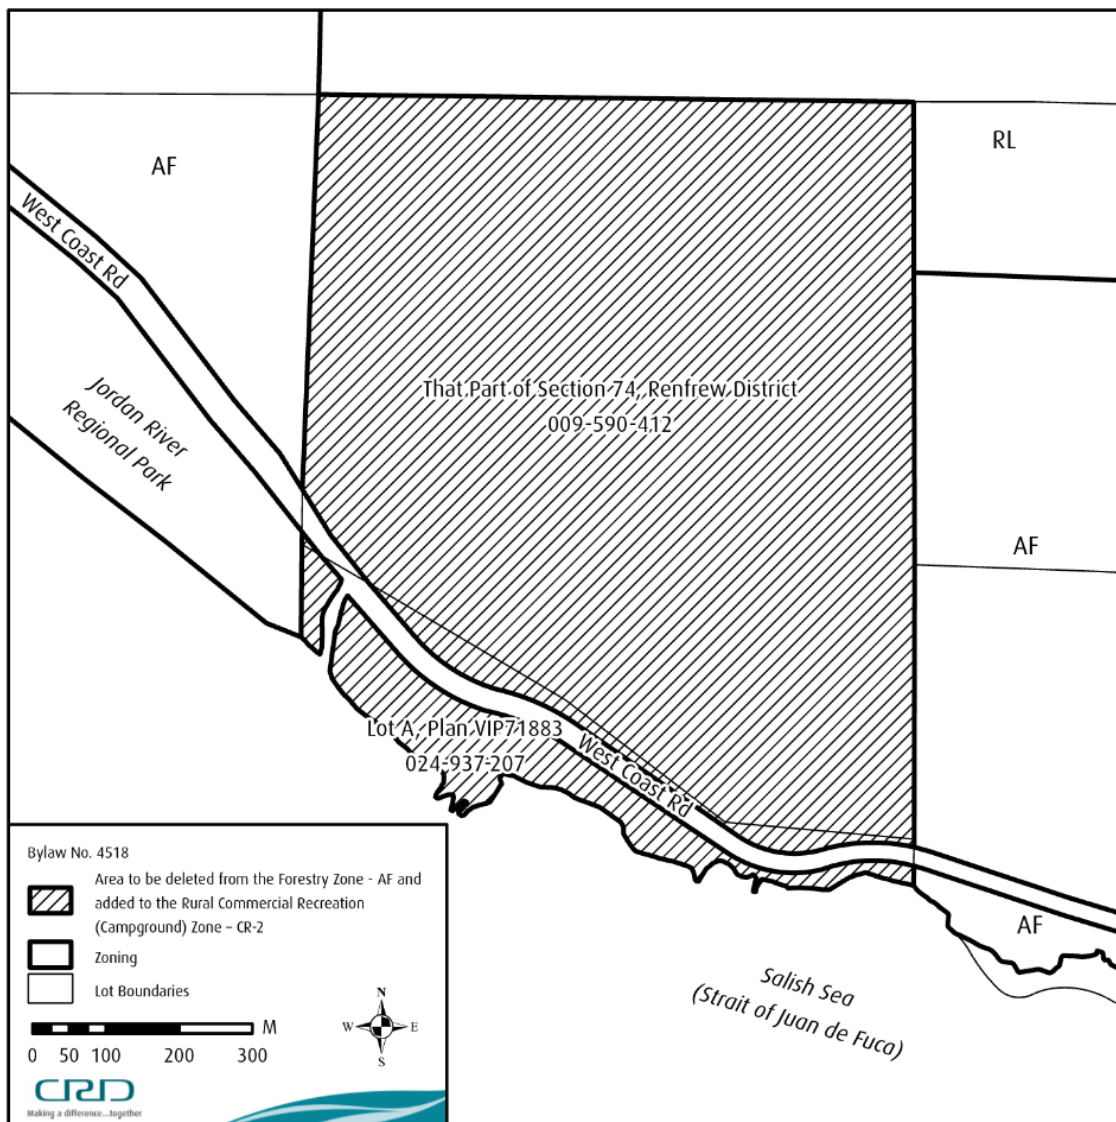 AF
RL
West Coast Rd
Jordan River
Regional Park
That Part of Section 74, Renfrew District
009-590-412
AF
Lot A, Plan VIP71883
024-937-207
West Coast Rd
AF
Salish Sea
(Strait of Juan de Fuca)
Bylaw No. 4518
Area to be deleted from the Forestry Zone - AF and
added to the Rural Commercial Recreation
(Campground) Zone – CR-2
Zoning
Lot Boundaries
M
0 50 100 200 300
N
W E
S
CRD
Making a difference...together